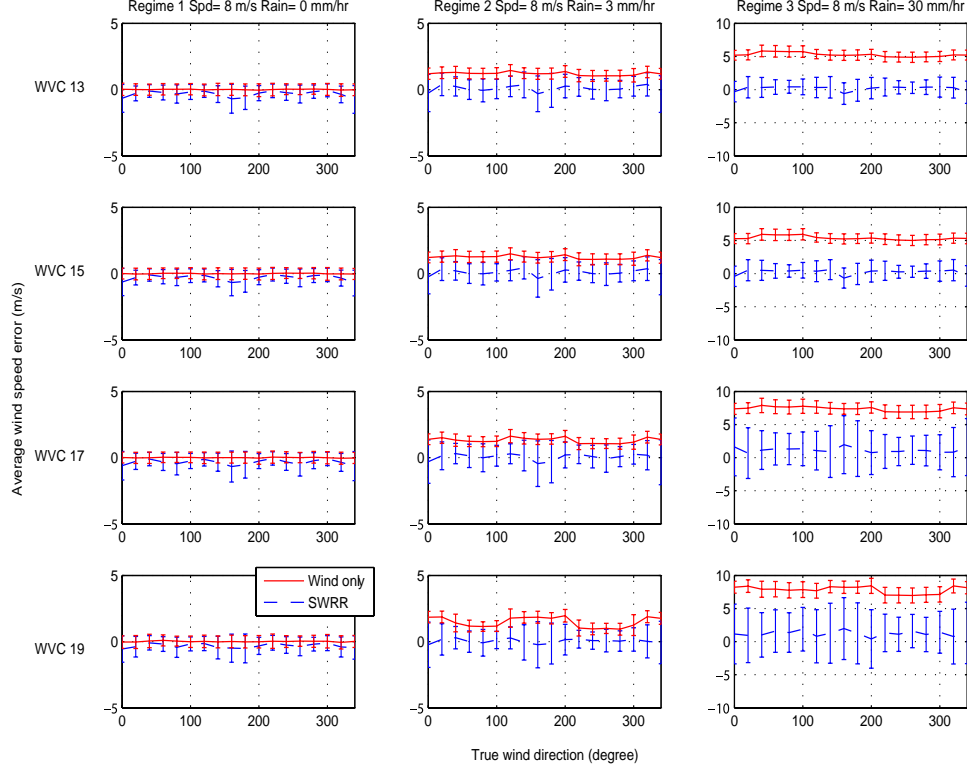 Regime 1 Spd= 8 m/s Rain= 0 mm/hr
Regime 2 Spd= 8 m/s Rain= 3 mm/hr
Regime 3 Spd= 8 m/s Rain= 30 mm/hr
WVC 13
5
0
−5
0 100 200 300
5
0
−5
0 100 200 300
10
5
0
−5
−10
0 100 200 300
WVC 15
5
0
−5
0 100 200 300
5
0
−5
0 100 200 300
10
5
0
−5
−10
0 100 200 300
Average wind speed error (m/s)
WVC 17
5
0
−5
0 100 200 300
5
0
−5
0 100 200 300
10
5
0
−5
−10
0 100 200 300
WVC 19
Wind only
SWRR
5
0
−5
0 100 200 300
5
0
−5
0 100 200 300
10
5
0
−5
−10
0 100 200 300
True wind direction (degree)